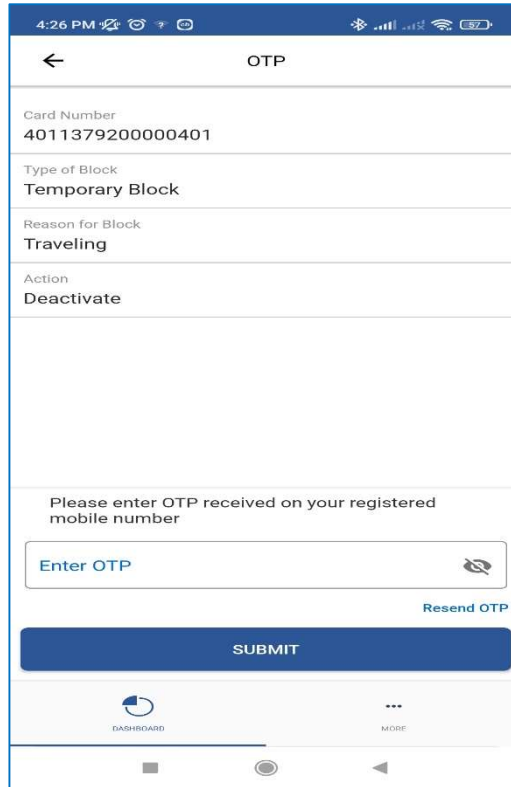 4:26 PM
57
OTP
Card Number
4011379200000401
Type of Block
Temporary Block
Reason for Block
Traveling
Action
Deactivate
Please enter OTP received on your registered
mobile number
Enter OTP
Resend OTP
SUBMIT
DASHBOARD
MORE